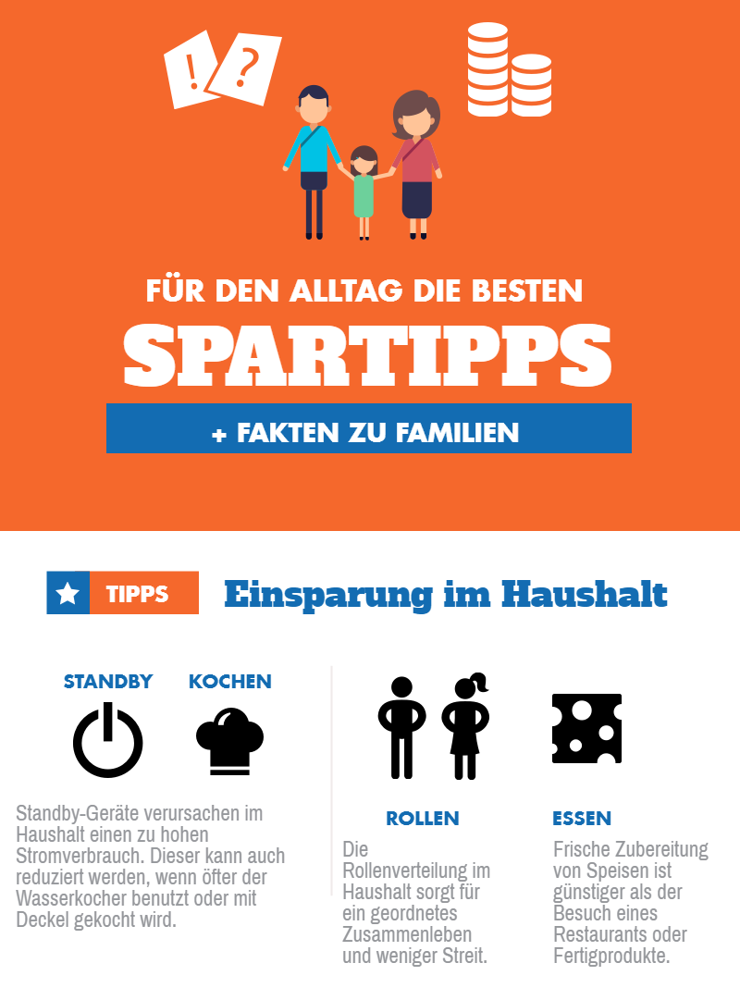 ! ?
FÜR DEN ALLTAG DIE BESTEN
SPARTIPPS
+ FAKTEN ZU FAMILIEN
TIPPS
Einsparung im Haushalt
STANDBY
KOCHEN
Standby-Geräte verursachen im
Haushalt einen zu hohen
Stromverbrauch. Dieser kann auch
reduziert werden, wenn öfter der
Wasserkocher benutzt oder mit
Deckel gekocht wird.
ROLLEN
Die
Rollenverteilung im
Haushalt sorgt für
ein geordnetes
Zusammenleben
und weniger Streit.
ESSEN
Frische Zubereitung
von Speisen ist
günstiger als der
Besuch eines
Restaurants oder
Fertigprodukte.